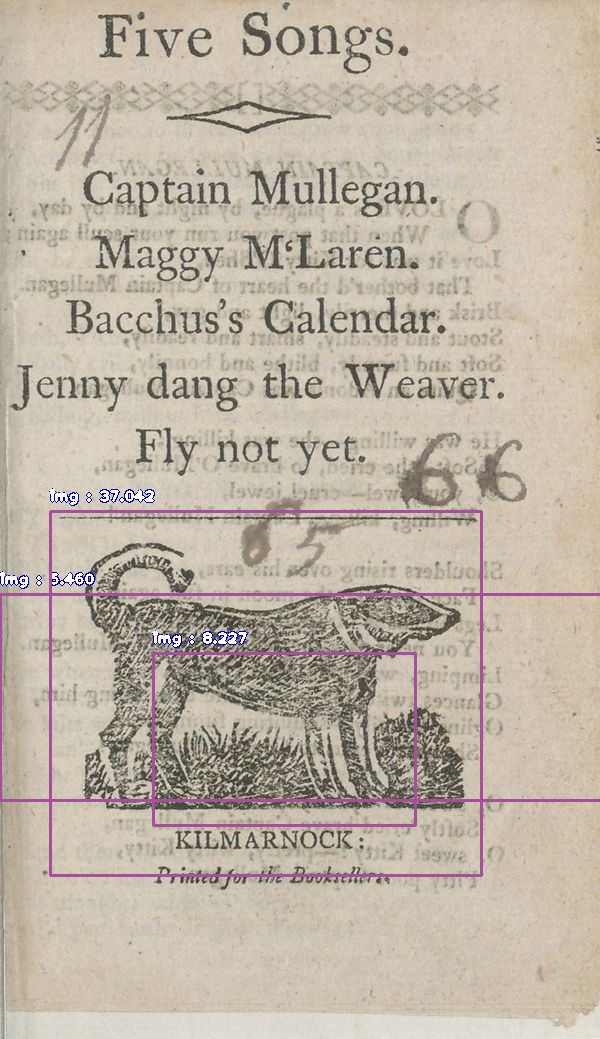 Five Songs.
11
Captain Mullegan.
Maggy M‘Laren.
Bacchus's Calendar.
Jenny dang the Weaver.
Fly not yet.
66
65
img : 37.042
img : 5.460
img : 8.227
KILMARNOCK:
Printed for the Booksellers.